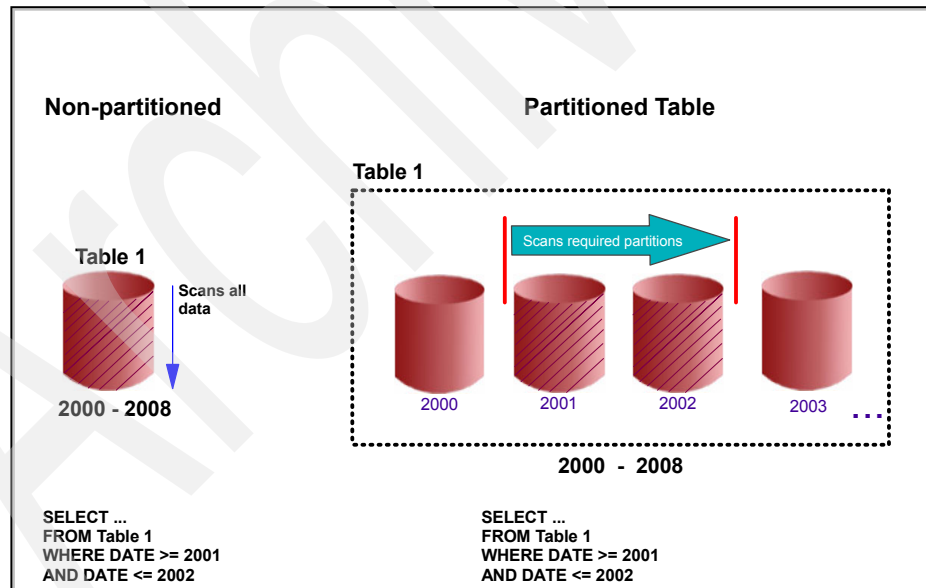 Non-partitioned
Partitioned Table
Table 1
Scans all
data
2000 - 2008
Table 1
Scans required partitions
2000
2001
2002
2003
...
2000 - 2008
SELECT ...
FROM Table 1
WHERE DATE >= 2001
AND DATE <= 2002
SELECT ...
FROM Table 1
WHERE DATE >= 2001
AND DATE <= 2002